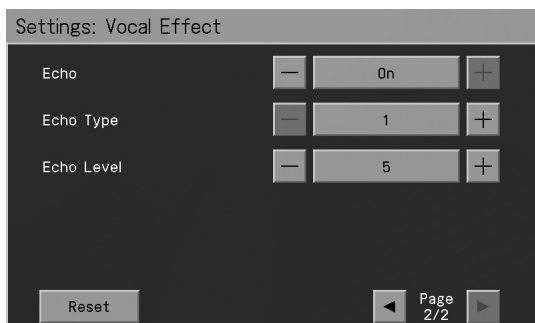 Settings: Vocal Effect
Echo — On +
Echo Type — 1 +
Echo Level — 5 +
Reset ◀ Page 2/2 ▶